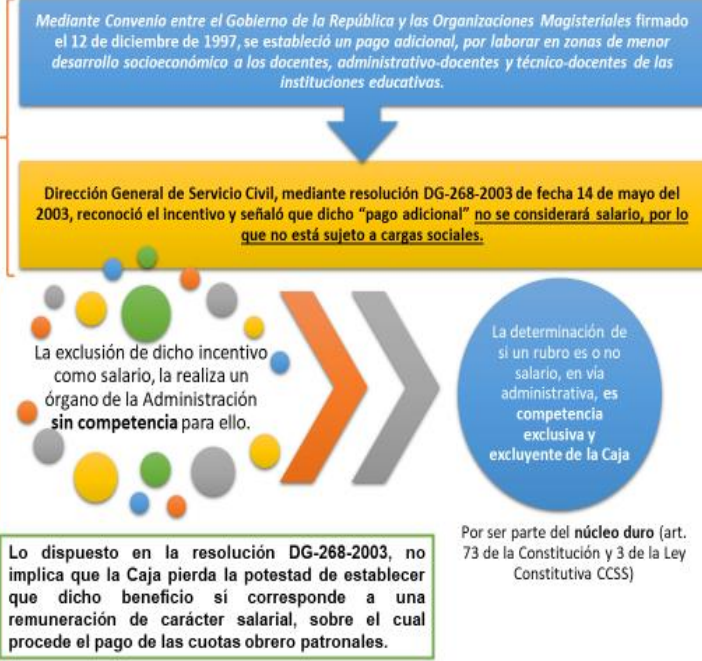 Mediante Convenio entre el Gobierno de la República y las Organizaciones Magisteriales firmado
el 12 de diciembre de 1997, se estableció un pago adicional, por laborar en zonas de menor
desarrollo socioeconómico a los docentes, administrativo-docentes y técnico-docentes de las
instituciones educativas.
Dirección General de Servicio Civil, mediante resolución DG-268-2003 de fecha 14 de mayo del
2003, reconoció el incentivo y señaló que dicho “pago adicional” no se considerará salario, por lo
que no está sujeto a cargas sociales.
La exclusión de dicho incentivo
como salario, la realiza un
órgano de la Administración
sin competencia para ello.
La determinación de
si un rubro es o no
salario, en vía
administrativa, es
competencia
exclusiva y
excluyente de la Caja
Por ser parte del núcleo duro (art.
73 de la Constitución y 3 de la Ley
Constitutiva CCSS)
Lo dispuesto en la resolución DG-268-2003, no
implica que la Caja pierda la potestad de establecer
que dicho beneficio sí corresponde a una
remuneración de carácter salarial, sobre el cual
procede el pago de las cuotas obrero patronales.